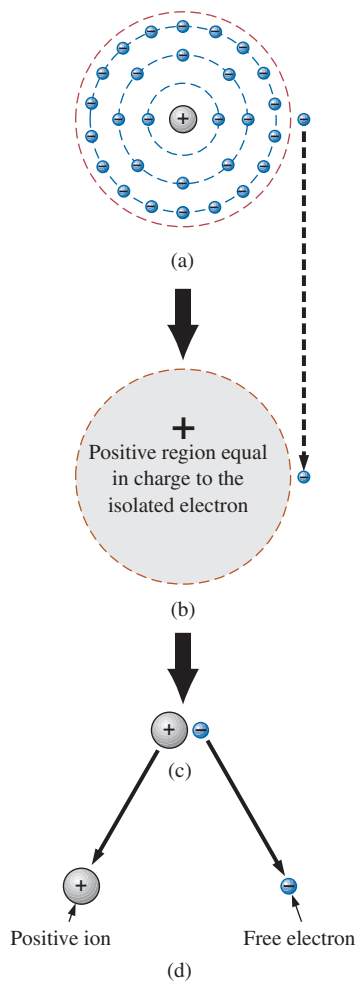 +
(a)
+
Positive region equal
in charge to the
isolated electron
(b)
+ −
(c)
+ −
Positive ion Free electron
(d)